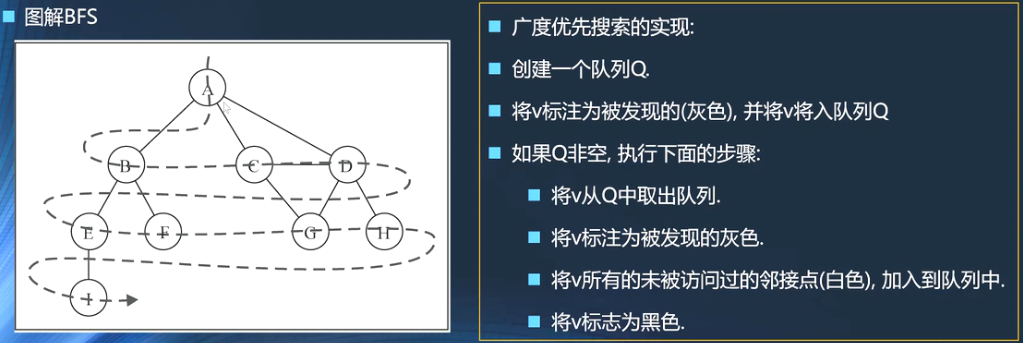 图解BFS
A
B
C
D
E
F
G
H
I
广度优先搜索的实现:
创建一个队列Q.
将v标注为被发现的(灰色), 并将v将入队列Q
如果Q非空, 执行下面的步骤:
将v从Q中取出队列.
将v标注为被发现的灰色.
将v所有的未被访问过的邻接点(白色), 加入到队列中.
将v标志为黑色.